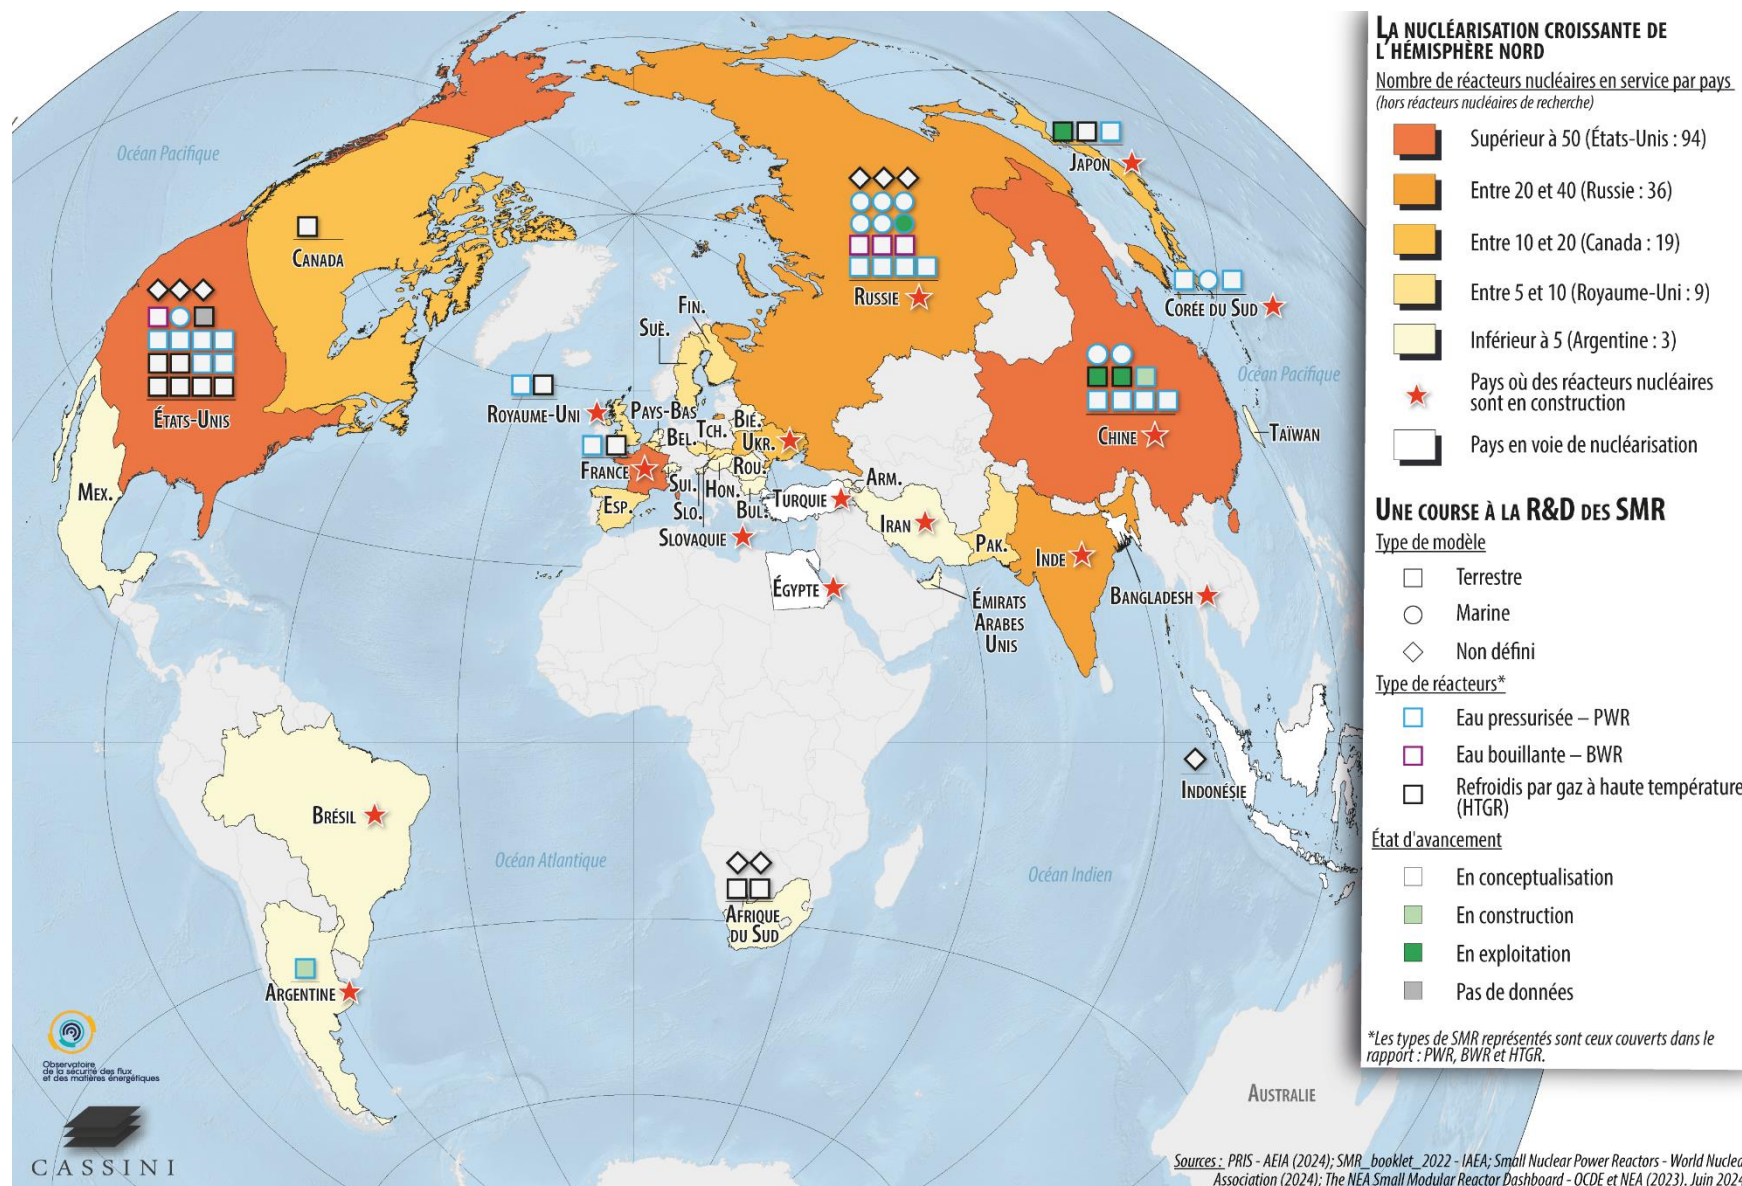 Océan Pacifique
Canada
États-Unis
Mex.
Royaume-Uni
France
Esp.
Suè.
Fin.
Pays-Bas
Bel.
Tch.
Bié.
Ukr.
Sui.
Slo.
Hon.
Rou.
Bul.
Slovaquie
Turquie
Arm.
Iran
Égypte
Émirats
Arabes
Unis
Pak.
Inde
Bangladesh
Russie
Japon
Corée du Sud
Chine
Océan Pacifique
Taïwan
Indonésie
Brésil
Argentine
Océan Atlantique
Afrique
du Sud
Océan Indien
Australie
Observatoire
de la sécurité des flux
et des matières énergétiques
CASSINI
La nucléarisation croissante de
l'hémisphère nord
Nombre de réacteurs nucléaires en service par pays
(hors réacteurs nucléaires de recherche)
Supérieur à 50 (États-Unis : 94)
Entre 20 et 40 (Russie : 36)
Entre 10 et 20 (Canada : 19)
Entre 5 et 10 (Royaume-Uni : 9)
Inférieur à 5 (Argentine : 3)
Pays où des réacteurs nucléaires
sont en construction
Pays en voie de nucléarisation
Une course à la R&D des SMR
Type de modèle
Terrestre
Marine
Non défini
Type de réacteurs*
Eau pressurisée – PWR
Eau bouillante – BWR
Refroidis par gaz à haute température
(HTGR)
État d'avancement
En conceptualisation
En construction
En exploitation
Pas de données
*Les types de SMR représentés sont ceux couverts dans le
rapport : PWR, BWR et HTGR.
Sources : PRIS - AEIA (2024); SMR_booklet_2022 - IAEA; Small Nuclear Power Reactors - World Nuclear
Association (2024); The NEA Small Modular Reactor Dashboard - OCDE et NEA (2023). Juin 2024